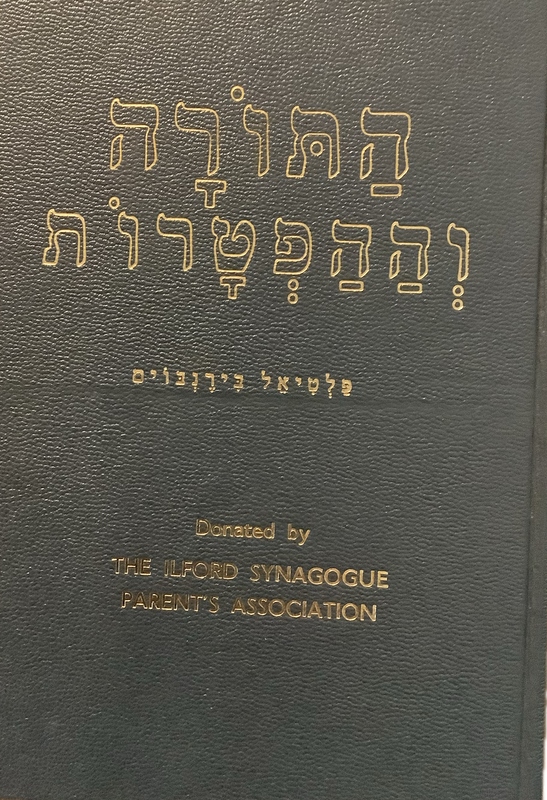 הַתּוֹרָה
וְהַהַפְטָרוֹת
פַּלְטִיאֵל בִּירֶנְבּוֹים
Donated by
THE ILFORD SYNAGOGUE
PARENT'S ASSOCIATION